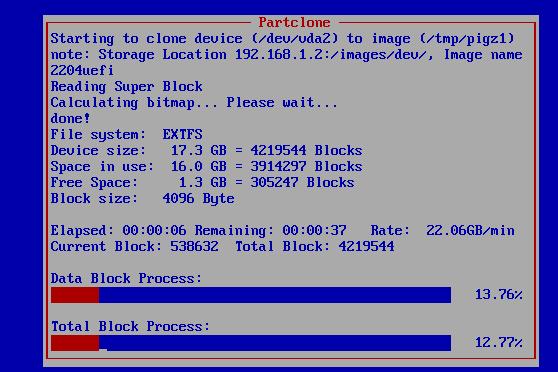 Partclone
Starting to clone device (/dev/vda2) to image (/tmp/pigz1)
note: Storage Location 192.168.1.2:/images/dev/, Image name
2204uefi
Reading Super Block
Calculating bitmap... Please wait...
done!
File system:  EXTFS
Device size:   17.3 GB = 4219544 Blocks
Space in use:  16.0 GB = 3914297 Blocks
Free Space:     1.3 GB = 305247 Blocks
Block size:   4096 Byte
Elapsed: 00:00:06 Remaining: 00:00:37   Rate:  22.06GB/min
Current Block: 538632  Total Block: 4219544
Data Block Process:
13.76%
Total Block Process:
12.77%